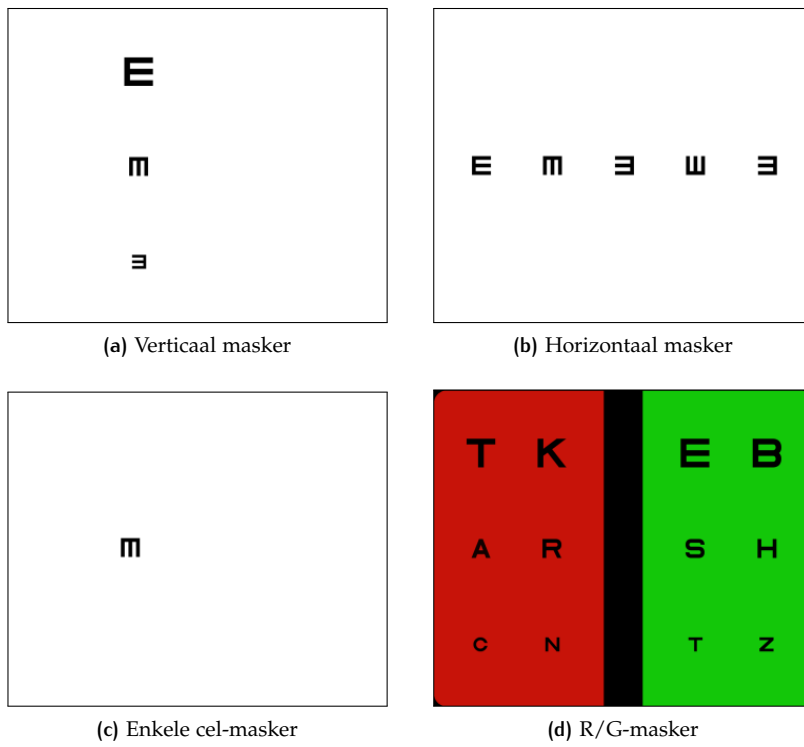 E
E
E
(a) Verticaal masker
E E E E E
(b) Horizontaal masker
E
(c) Enkele cel-masker
T K E B
A R S H
C N T Z
(d) R/G-masker